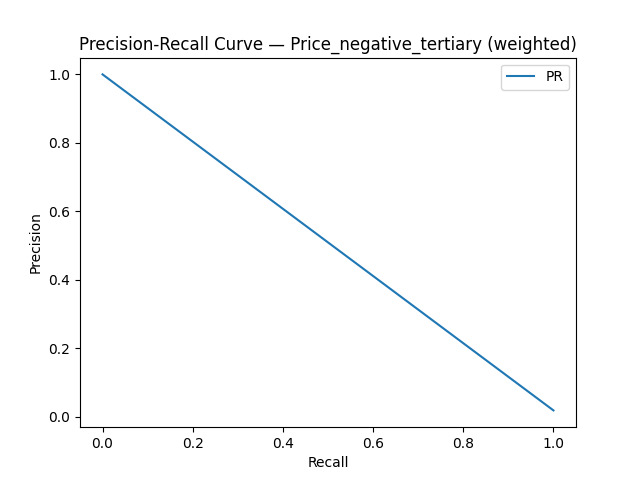 Precision-Recall Curve — Price_negative_tertiary (weighted)
PR
Precision
1.0
0.8
0.6
0.4
0.2
0.0
0.0 0.2 0.4 0.6 0.8 1.0
Recall